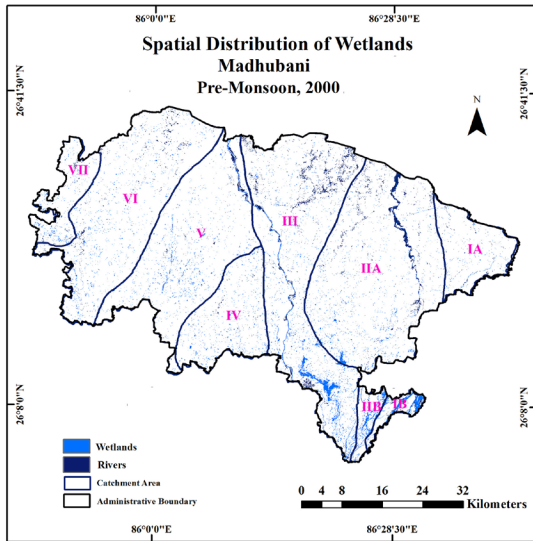 86°0'0"E 86°28'30"E
Spatial Distribution of Wetlands
Madhubani
Pre-Monsoon, 2000
26°41'30"N 26°41'30"N
N
VII
VI
V
III
IIA
IA
IV
IIB IB
26°8'0"N 26°8'0"N
Wetlands
Rivers
Catchment Area
Administrative Boundary
0 4 8 16 24 32
Kilometers
86°0'0"E 86°28'30"E